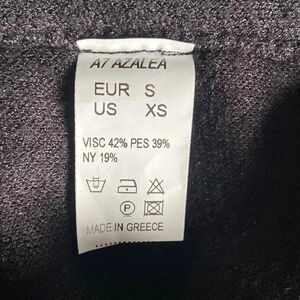 A7 AZALEA
EUR S
US XS
VISC 42% PES 39%
NY 19%
P
MADE IN GREECE